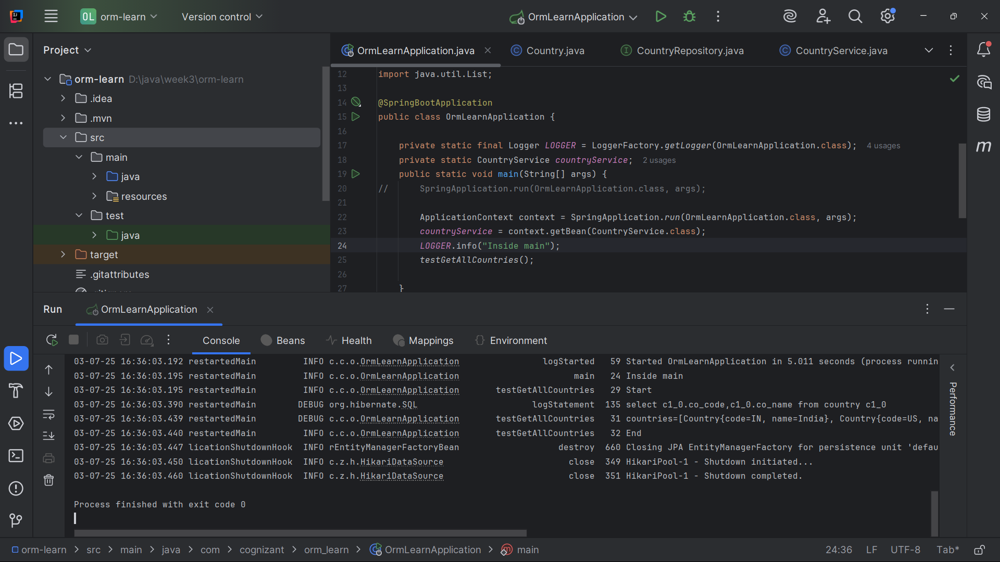 OL orm-learn
Version control
OrmLearnApplication
Project
OrmLearnApplication.java
Country.java
CountryRepository.java
CountryService.java
orm-learn D:\java\week3\orm-learn
.idea
.mvn
src
main
java
resources
test
java
target
.gitattributes
12 import java.util.List;
13
14 @SpringBootApplication
15 public class OrmLearnApplication {
16
17 private static final Logger LOGGER = LoggerFactory.getLogger(OrmLearnApplication.class); 4 usages
18 private static CountryService countryService; 2 usages
19 public static void main(String[] args) {
20 // SpringApplication.run(OrmLearnApplication.class, args);
21
22 ApplicationContext context = SpringApplication.run(OrmLearnApplication.class, args);
23 countryService = context.getBean(CountryService.class);
24 LOGGER.info("Inside main");
25 testGetAllCountries();
26
27 }
Run OrmLearnApplication
Console Beans Health Mappings Environment
03-07-25 16:36:03.192 restartedMain INFO c.c.o.OrmLearnApplication logStarted 59 Started OrmLearnApplication in 5.011 seconds (process runnin
03-07-25 16:36:03.195 restartedMain INFO c.c.o.OrmLearnApplication main 24 Inside main
03-07-25 16:36:03.195 restartedMain INFO c.c.o.OrmLearnApplication testGetAllCountries 29 Start
03-07-25 16:36:03.390 restartedMain DEBUG org.hibernate.SQL logStatement 135 select c1_0.co_code,c1_0.co_name from country c1_0
03-07-25 16:36:03.439 restartedMain DEBUG c.c.o.OrmLearnApplication testGetAllCountries 31 countries=[Country{code=IN, name=India}, Country{code=US, na
03-07-25 16:36:03.440 restartedMain INFO c.c.o.OrmLearnApplication testGetAllCountries 32 End
03-07-25 16:36:03.447 licationShutdownHook INFO rEntityManagerFactoryBean destroy 660 Closing JPA EntityManagerFactory for persistence unit 'defau
03-07-25 16:36:03.450 licationShutdownHook INFO c.z.h.HikariDataSource close 349 HikariPool-1 - Shutdown initiated...
03-07-25 16:36:03.460 licationShutdownHook INFO c.z.h.HikariDataSource close 351 HikariPool-1 - Shutdown completed.
Process finished with exit code 0
Performance
orm-learn > src > main > java > com > cognizant > orm_learn > OrmLearnApplication > main
24:36 LF UTF-8 Tab*